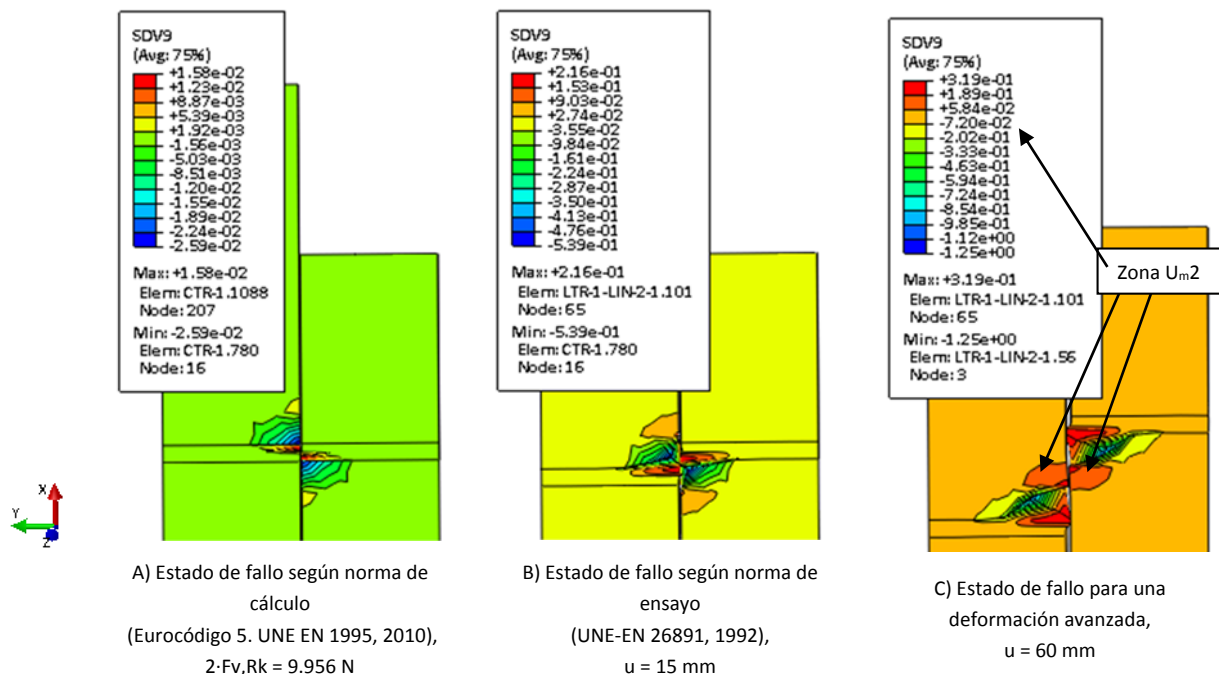 SDV9
(Avg: 75%)
+1.58e-02
+1.23e-02
+8.87e-03
+5.39e-03
+1.92e-03
-1.56e-03
-5.03e-03
-8.51e-03
-1.20e-02
-1.55e-02
-1.89e-02
-2.24e-02
-2.59e-02
Max: +1.58e-02
Elem: CTR-1.1088
Node: 207
Min: -2.59e-02
Elem: CTR-1.780
Node: 16
SDV9
(Avg: 75%)
+2.16e-01
+1.53e-01
+9.03e-02
+2.74e-02
-3.55e-02
-9.84e-02
-1.61e-01
-2.24e-01
-2.87e-01
-3.50e-01
-4.13e-01
-4.76e-01
-5.39e-01
Max: +2.16e-01
Elem: LTR-1-LIN-2-1.101
Node: 65
Min: -5.39e-01
Elem: CTR-1.780
Node: 16
SDV9
(Avg: 75%)
+3.19e-01
+1.89e-01
+5.84e-02
-7.20e-02
-2.02e-01
-3.33e-01
-4.63e-01
-5.94e-01
-7.24e-01
-8.54e-01
-9.85e-01
-1.12e+00
-1.25e+00
Max: +3.19e-01
Elem: LTR-1-LIN-2-1.101
Node: 65
Min: -1.25e+00
Elem: LTR-1-LIN-2-1.56
Node: 3
Zona Uₘ2
X
Y
Z
A) Estado de fallo según norma de
cálculo
(Eurocódigo 5. UNE EN 1995, 2010),
2·Fv,Rk = 9.956 N
B) Estado de fallo según norma de
ensayo
(UNE-EN 26891, 1992),
u = 15 mm
C) Estado de fallo para una
deformación avanzada,
u = 60 mm